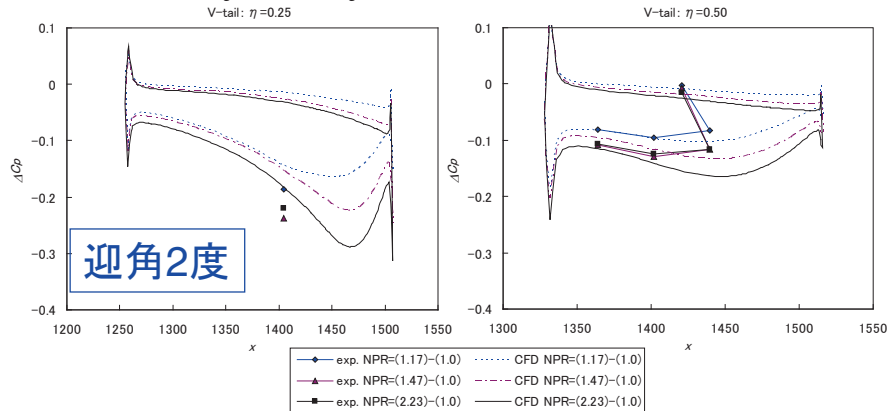 V-tail: η=0.25
V-tail: η=0.50
0.1
0
-0.1
-0.2
-0.3
-0.4
ΔCp
1200 1250 1300 1350 1400 1450 1500 1550
x
迎角2度
0.1
0
-0.1
-0.2
-0.3
-0.4
ΔCp
1300 1350 1400 1450 1500 1550
x
exp. NPR=(1.17)-(1.0) CFD NPR=(1.17)-(1.0)
exp. NPR=(1.47)-(1.0) CFD NPR=(1.47)-(1.0)
exp. NPR=(2.23)-(1.0) CFD NPR=(2.23)-(1.0)